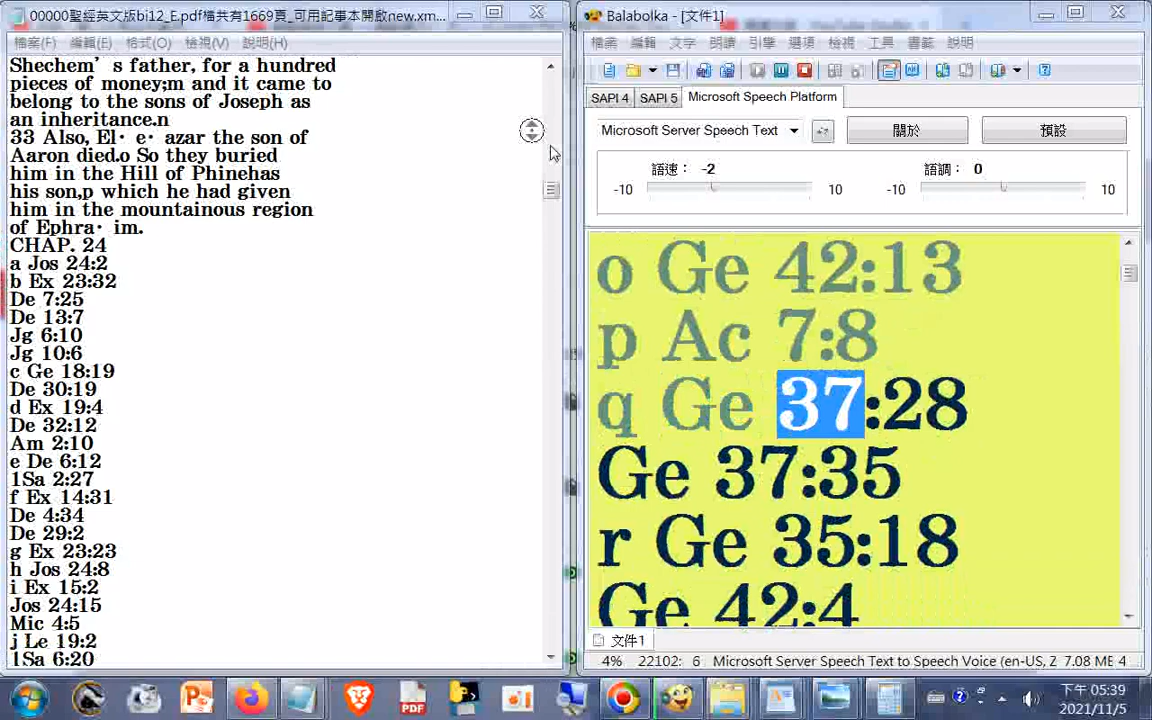 00000聖經英文版bi12_E.pdf檔共有1669頁_可用記事本開啟new.xm...
檔案(F) 編輯(E) 格式(O) 檢視(V) 說明(H)
Shechem’s father, for a hundred
pieces of money;m and it came to
belong to the sons of Joseph as
an inheritance.n
33 Also, El·e·azar the son of
Aaron died.o So they buried
him in the Hill of Phinehas
his son,p which he had given
him in the mountainous region
of Ephra·im.
CHAP. 24
a Jos 24:2
b Ex 23:32
De 7:25
De 13:7
Jg 6:10
Jg 10:6
c Ge 18:19
De 30:19
d Ex 19:4
De 32:12
Am 2:10
e De 6:12
1Sa 2:27
f Ex 14:31
De 4:34
De 29:2
g Ex 23:23
h Jos 24:8
i Ex 15:2
Jos 24:15
Mic 4:5
j Le 19:2
1Sa 6:20
Balabolka - [文件1]
檔案 編輯 文字 朗讀 引擎 選項 檢視 工具 書籤 說明
SAPI 4 SAPI 5 Microsoft Speech Platform
Microsoft Server Speech Text 關於 預設
語速: -2 語調: 0
-10 10 -10 10
o Ge 42:13
p Ac 7:8
q Ge 37:28
Ge 37:35
r Ge 35:18
Ge 42:4
文件1
4% 22102: 6 Microsoft Server Speech Text to Speech Voice (en-US, Z 7.08 ME 4
PDF
下午 05:39
2021/11/5